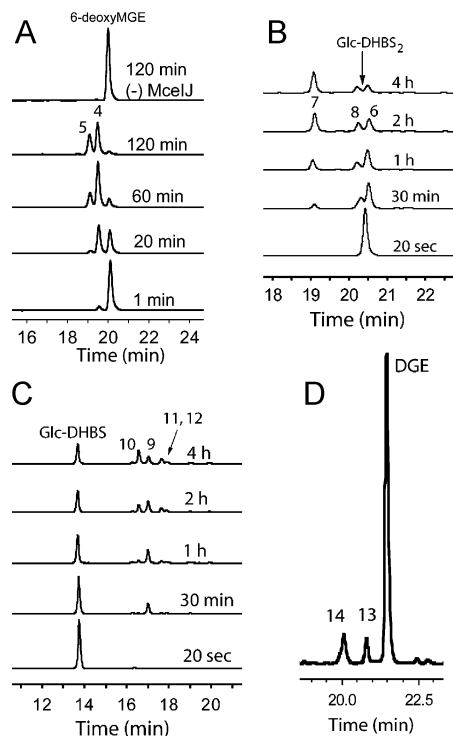 A
6-deoxyMGE
120 min
(-) MceIJ
4
5
120 min
60 min
20 min
1 min
16 18 20 22 24
Time (min)
B
Glc-DHBS2
4 h
7
8 6
2 h
1 h
30 min
20 sec
18 19 20 21 22
Time (min)
C
Glc-DHBS
11, 12
10 9
4 h
2 h
1 h
30 min
20 sec
12 14 16 18 20
Time (min)
D
DGE
14 13
20.0 22.5
Time (min)